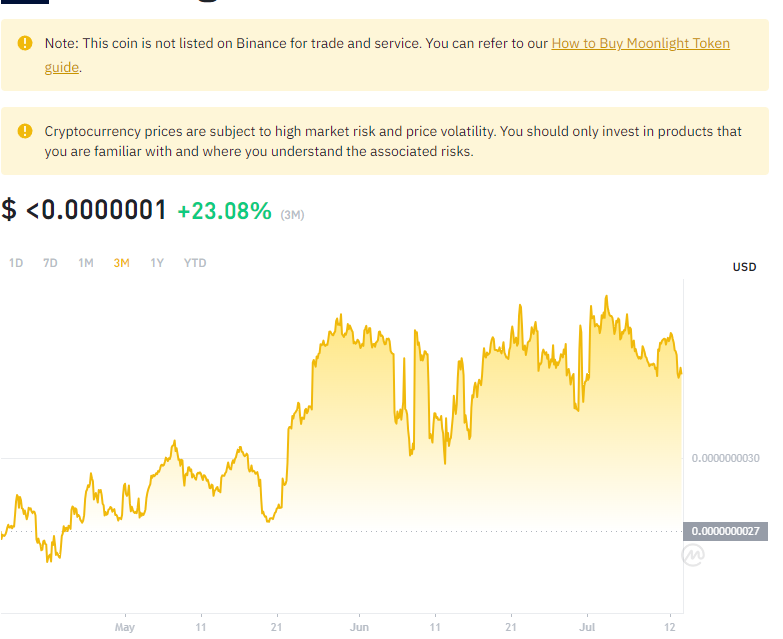 Note: This coin is not listed on Binance for trade and service. You can refer to our How to Buy Moonlight Token
guide.
Cryptocurrency prices are subject to high market risk and price volatility. You should only invest in products that
you are familiar with and where you understand the associated risks.
$ <0.0000001 +23.08% (3M)
1D 7D 1M 3M 1Y YTD
USD
0.0000000030
0.0000000027
May 11 21 Jun 11 21 Jul 12